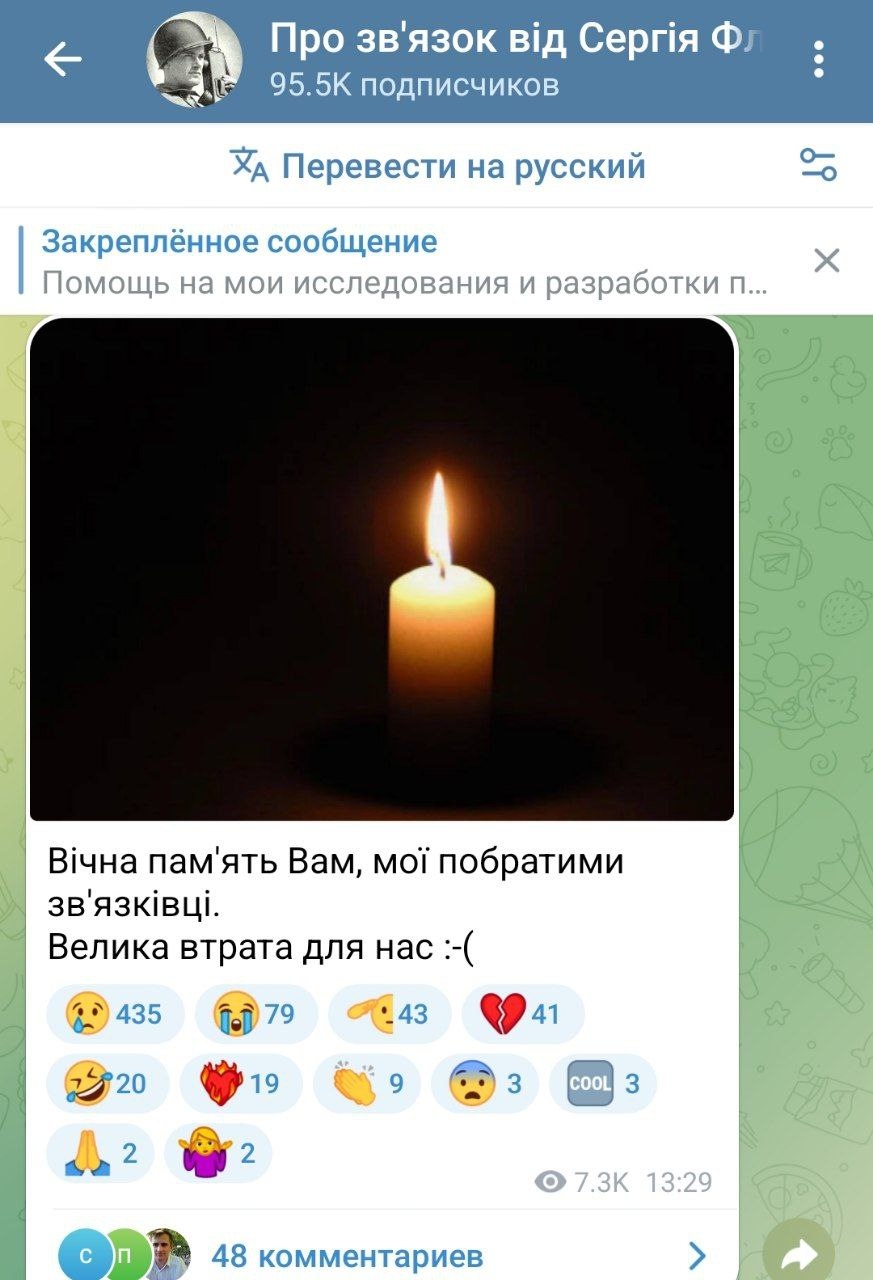 Про зв'язок від Сергія Фл
95.5K подписчиков
Перевести на русский
Закреплённое сообщение
Помощь на мои исследования и разработки п...
Вічна пам'ять Вам, мої побратими
зв'язківці.
Велика втрата для нас :-(
435 79 43 41
20 19 9 3 COOL 3
2 2
7.3K 13:29
С П 48 комментариев